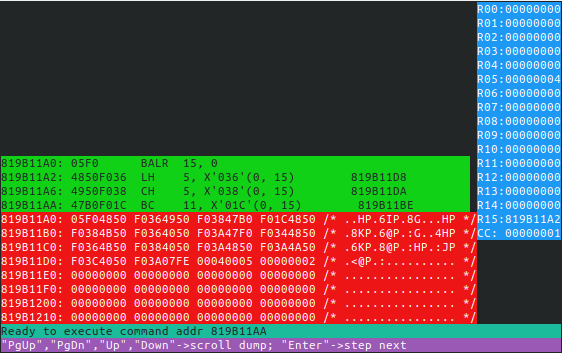 R00:00000000
R01:00000000
R02:00000000
R03:00000000
R04:00000000
R05:00000004
R06:00000000
R07:00000000
R08:00000000
R09:00000000
R10:00000000
R11:00000000
R12:00000000
R13:00000000
R14:00000000
R15:819B11A2
CC: 00000001
819B11A0: 05F0 BALR 15, 0
819B11A2: 4850F036 LH 5, X'036'(0, 15) 819B11D8
819B11A6: 4950F038 CH 5, X'038'(0, 15) 819B11DA
819B11AA: 47B0F01C BC 11, X'01C'(0, 15) 819B11BE
819B11A0: 05F04850 F0364950 F03847B0 F01C4850 /* ..HP.6IP.8G...HP */
819B11B0: F0384B50 F0364050 F03A47F0 F0344850 /* .8KP.6@P.:G..4HP */
819B11C0: F0364B50 F0384050 F03A4850 F03A4A50 /* .6KP.8@P.:HP.:JP */
819B11D0: F03C4050 F03A07FE 00040005 00000002 /* .<@P.:.......... */
819B11E0: 00000000 00000000 00000000 00000000 /* ................ */
819B11F0: 00000000 00000000 00000000 00000000 /* ................ */
819B1200: 00000000 00000000 00000000 00000000 /* ................ */
819B1210: 00000000 00000000 00000000 00000000 /* ................ */
Ready to execute command addr 819B11AA
"PgUp","PgDn","Up","Down"->scroll dump; "Enter"->step next